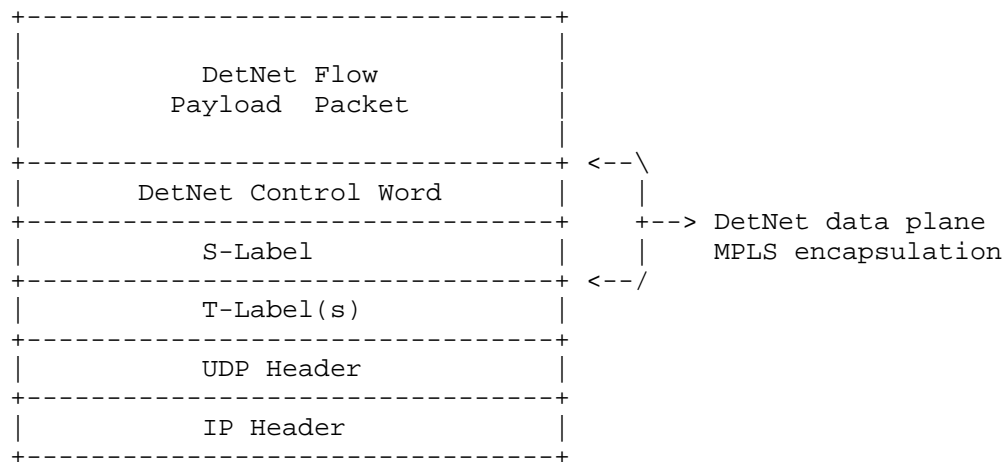 DetNet Flow
Payload  Packet
<--\
DetNet Control Word
+--> DetNet data plane
S-Label
MPLS encapsulation
<--/
T-Label(s)
UDP Header
IP Header